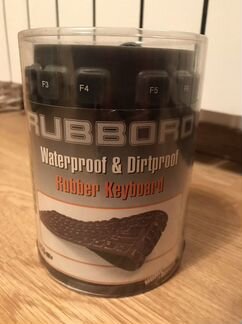 F3 F4 F5
RUBBORD
Waterproof & Dirtproof
Rubber Keyboard